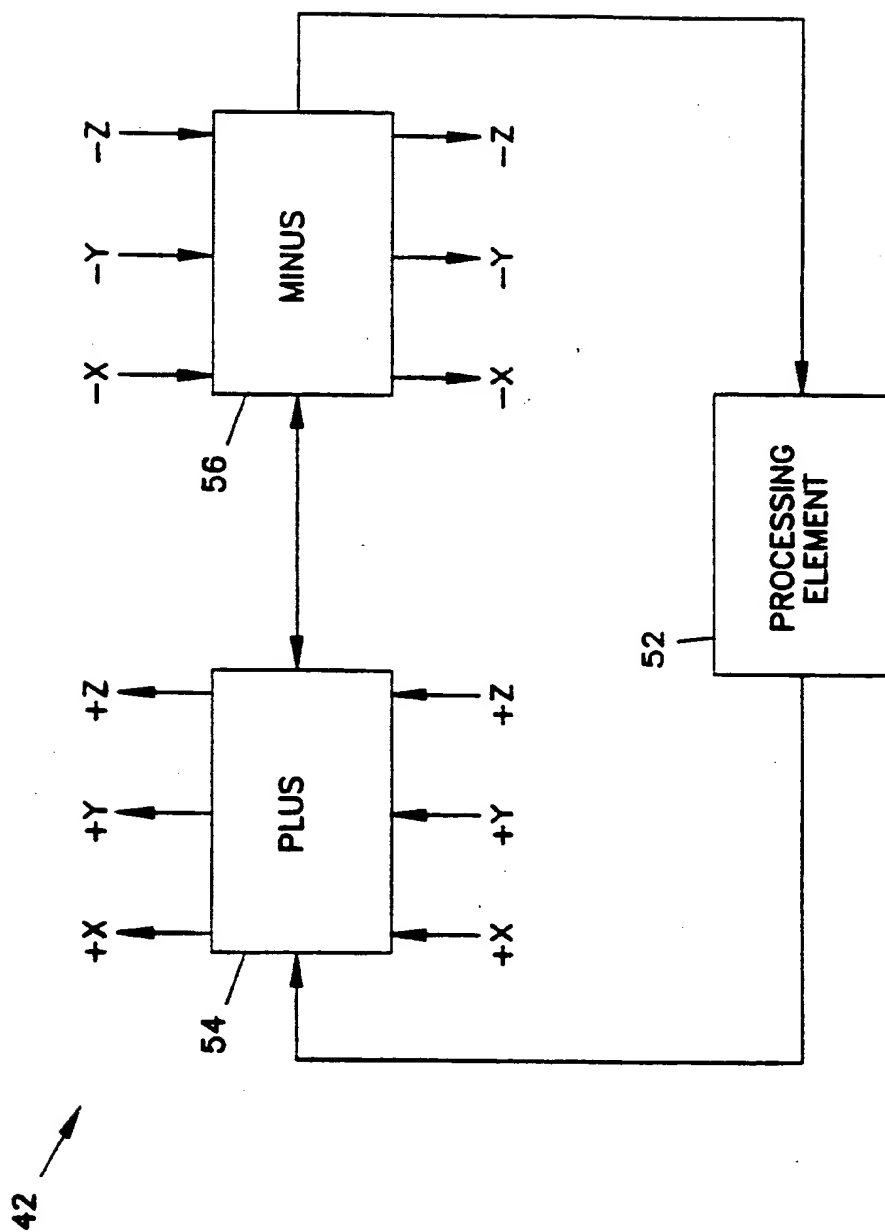 42
+X +Y +Z
54
PLUS
+X +Y +Z
-X -Y -Z
56
MINUS
-X -Y -Z
52
PROCESSING
ELEMENT